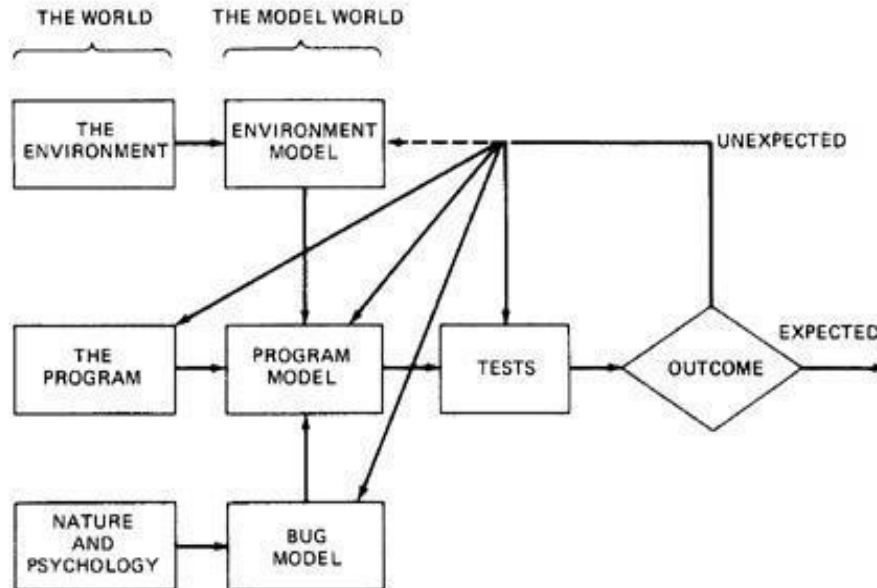 THE WORLD
THE MODEL WORLD
THE
ENVIRONMENT
ENVIRONMENT
MODEL
UNEXPECTED
THE
PROGRAM
PROGRAM
MODEL
TESTS
OUTCOME
EXPECTED
NATURE
AND
PSYCHOLOGY
BUG
MODEL